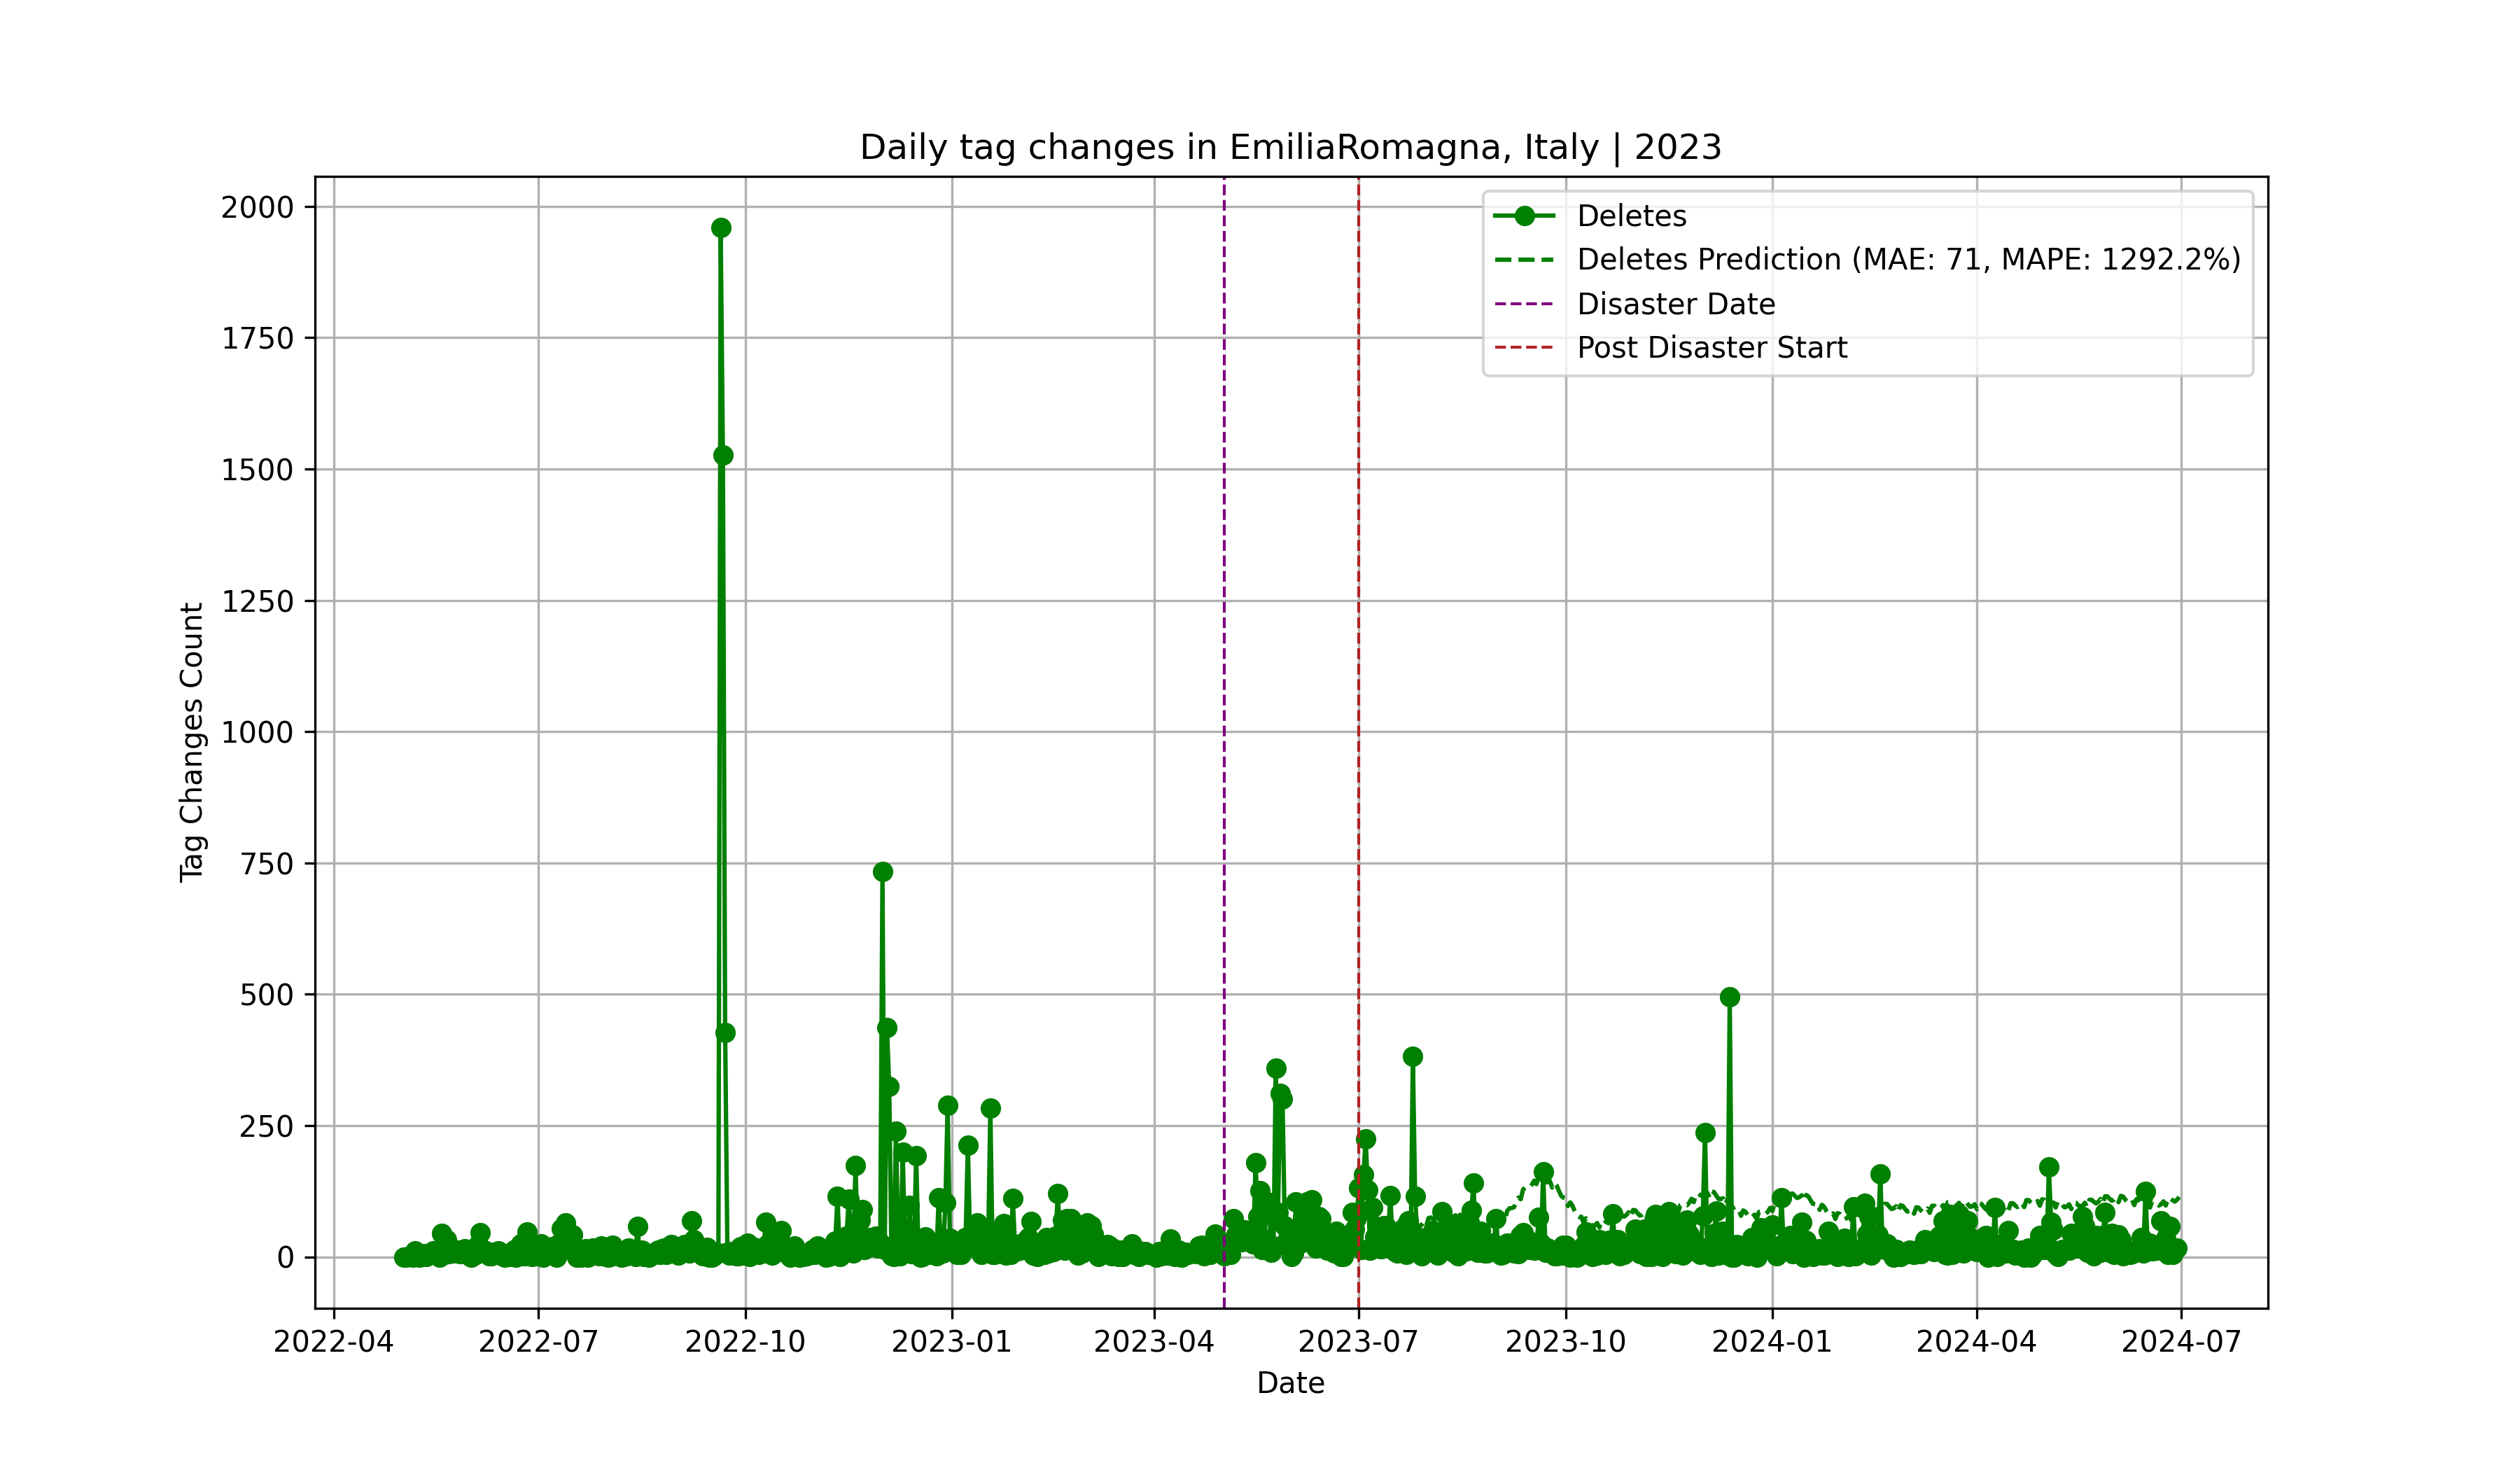 Daily tag changes in EmiliaRomagna, Italy | 2023
Deletes
Deletes Prediction (MAE: 71, MAPE: 1292.2%)
Disaster Date
Post Disaster Start
Tag Changes Count
2000
1750
1500
1250
1000
750
500
250
0
2022-04 2022-07 2022-10 2023-01 2023-04 2023-07 2023-10 2024-01 2024-04 2024-07
Date